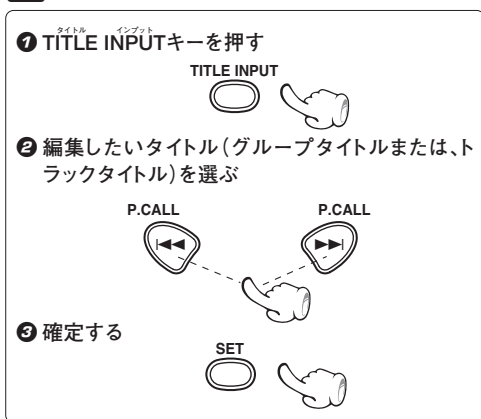 ❶ TITLE INPUTキーを押す
タイトル インプット
TITLE INPUT
❷ 編集したいタイトル(グループタイトルまたは、ト
ラックタイトル)を選ぶ
P.CALL P.CALL
❸ 確定する
SET